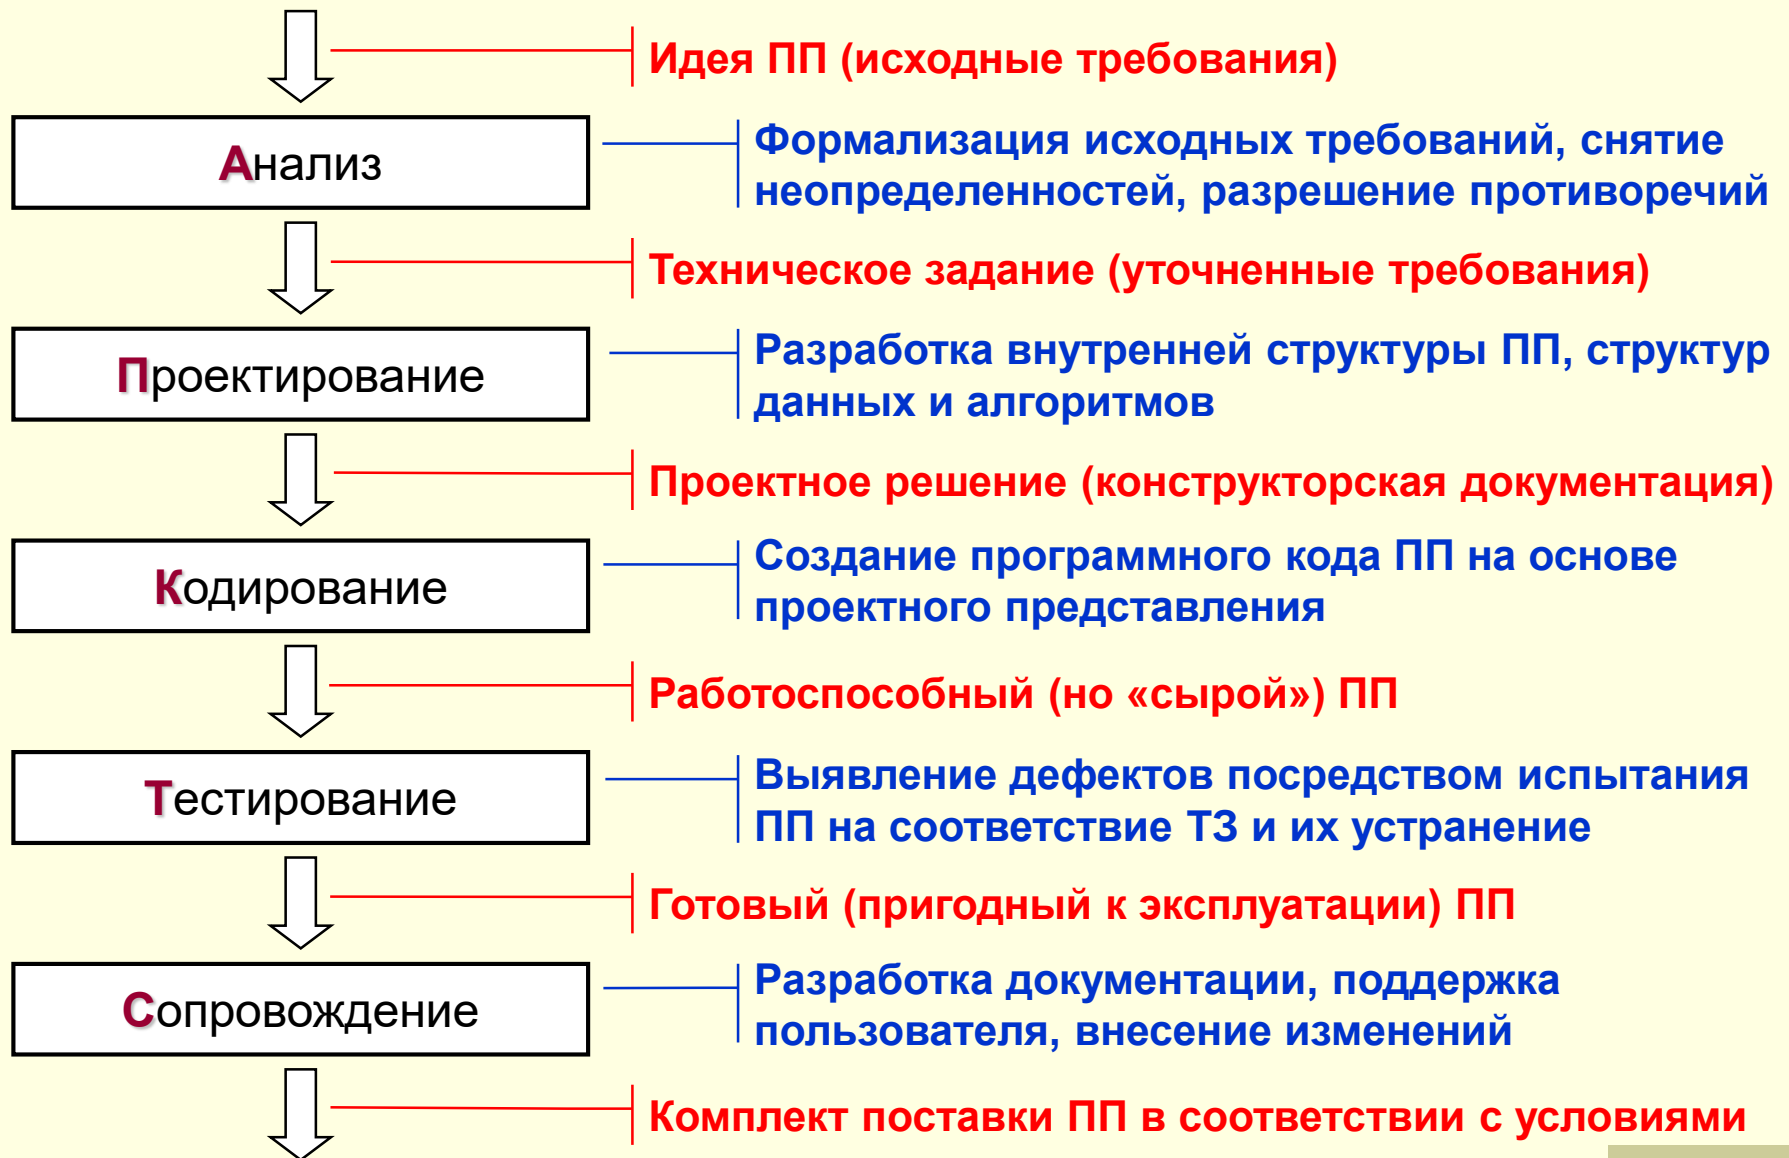 Идея ПП (исходные требования)
Анализ
Формализация исходных требований, снятие
неопределенностей, разрешение противоречий
Техническое задание (уточненные требования)
Проектирование
Разработка внутренней структуры ПП, структур
данных и алгоритмов
Проектное решение (конструкторская документация)
Кодирование
Создание программного кода ПП на основе
проектного представления
Работоспособный (но «сырой») ПП
Тестирование
Выявление дефектов посредством испытания
ПП на соответствие ТЗ и их устранение
Готовый (пригодный к эксплуатации) ПП
Сопровождение
Разработка документации, поддержка
пользователя, внесение изменений
Комплект поставки ПП в соответствии с условиями